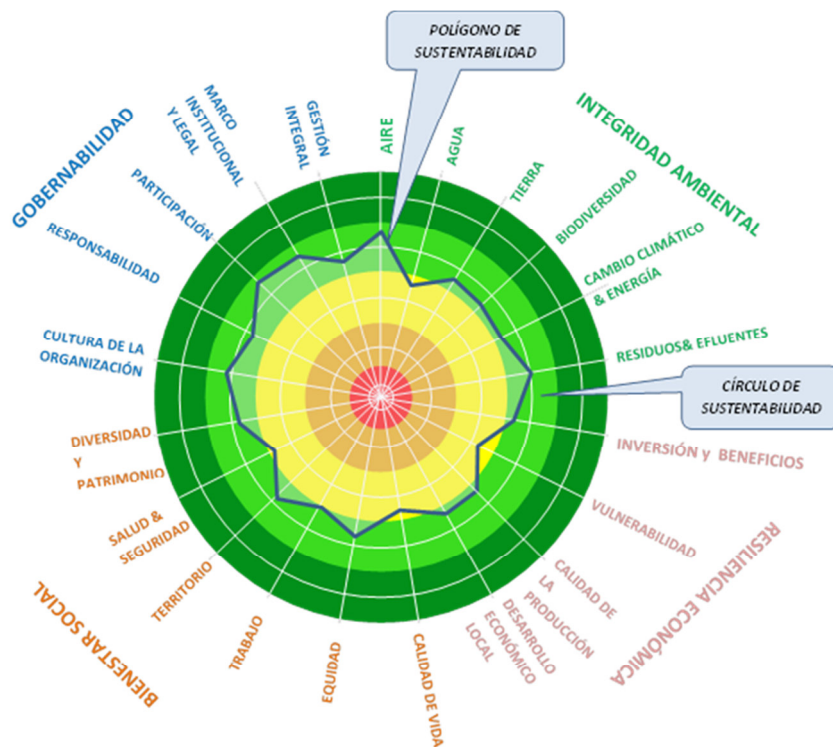 POLÍGONO DE
SUSTENTABILIDAD
GOBERNABILIDAD
MARCO
INSTITUCIONAL
Y LEGAL
GESTIÓN
INTEGRAL
AIRE
AGUA
TIERRA
INTEGRIDAD AMBIENTAL
PARTICIPACIÓN
BIODIVERSIDAD
RESPONSABILIDAD
CAMBIO CLIMÁTICO
& ENERGÍA
CULTURA DE LA
ORGANIZACIÓN
RESIDUOS& EFLUENTES
CÍRCULO DE
SUSTENTABILIDAD
DIVERSIDAD
Y
PATRIMONIO
INVERSIÓN y BENEFICIOS
SALUD &
SEGURIDAD
VULNERABILIDAD
TERRITORIO
CALIDAD DE
LA
PRODUCCIÓN
RESILIENCIA ECONÓMICA
BIENESTAR SOCIAL
TRABAJO
EQUIDAD
CALIDAD DE VIDA
DESARROLLO
ECONÓMICO
LOCAL